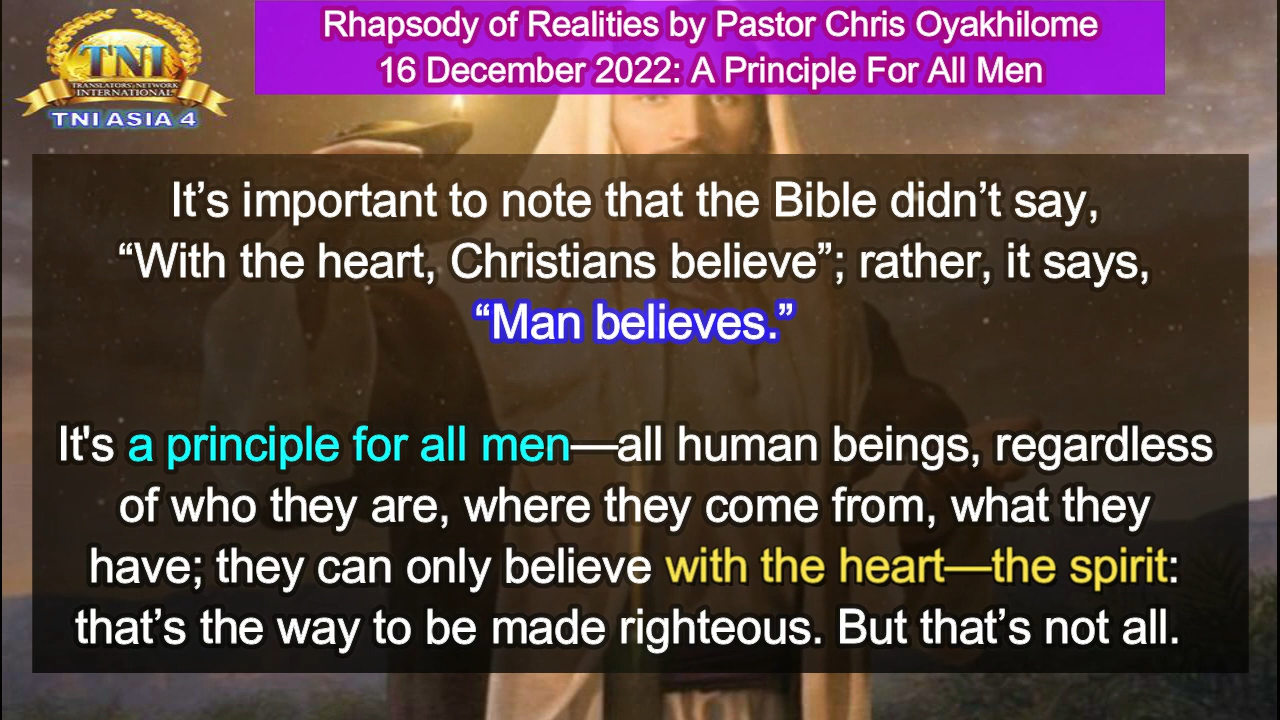 Rhapsody of Realities by Pastor Chris Oyakhilome
16 December 2022: A Principle For All Men
TNI
TRANSLATORS' NETWORK
INTERNATIONAL
TNI ASIA 4
It’s important to note that the Bible didn’t say,
“With the heart, Christians believe”; rather, it says,
“Man believes.”
It's a principle for all men—all human beings, regardless
of who they are, where they come from, what they
have; they can only believe with the heart—the spirit:
that’s the way to be made righteous. But that’s not all.